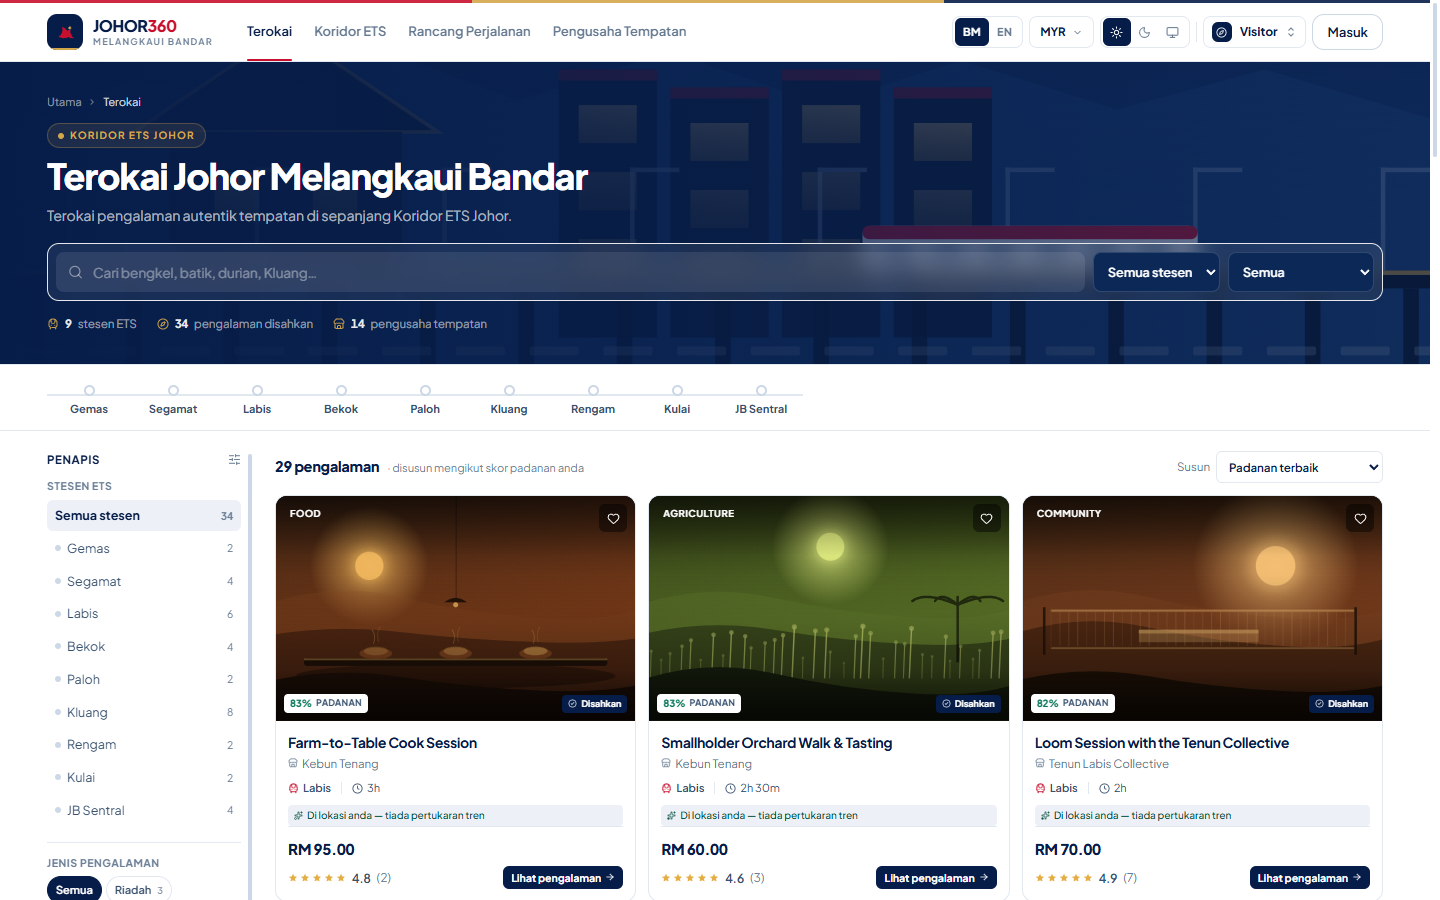 JOHOR360
MELANGKAUI BANDAR
Terokai
Koridor ETS
Rancang Perjalanan
Pengusaha Tempatan
BM
EN
MYR
Visitor
Masuk
Utama > Terokai
KORIDOR ETS JOHOR
Terokai Johor Melangkaui Bandar
Terokai pengalaman autentik tempatan di sepanjang Koridor ETS Johor.
Cari bengkel, batik, durian, Kluang...
Semua stesen
Semua
9 stesen ETS
34 pengalaman disahkan
14 pengusaha tempatan
Gemas
Segamat
Labis
Bekok
Paloh
Kluang
Rengam
Kulai
JB Sentral
PENAPIS
STESEN ETS
Semua stesen 34
Gemas 2
Segamat 4
Labis 6
Bekok 4
Paloh 2
Kluang 8
Rengam 2
Kulai 2
JB Sentral 4
JENIS PENGALAMAN
Semua
Riadah 3
29 pengalaman · disusun mengikut skor padanan anda
Susun
Padanan terbaik
FOOD
83% PADANAN
Disahkan
Farm-to-Table Cook Session
Kebun Tenang
Labis
3h
Di lokasi anda — tiada pertukaran tren
RM 95.00
4.8 (2)
Lihat pengalaman
AGRICULTURE
83% PADANAN
Disahkan
Smallholder Orchard Walk & Tasting
Kebun Tenang
Labis
2h 30m
Di lokasi anda — tiada pertukaran tren
RM 60.00
4.6 (3)
Lihat pengalaman
COMMUNITY
82% PADANAN
Disahkan
Loom Session with the Tenun Collective
Tenun Labis Collective
Labis
2h
Di lokasi anda — tiada pertukaran tren
RM 70.00
4.9 (7)
Lihat pengalaman